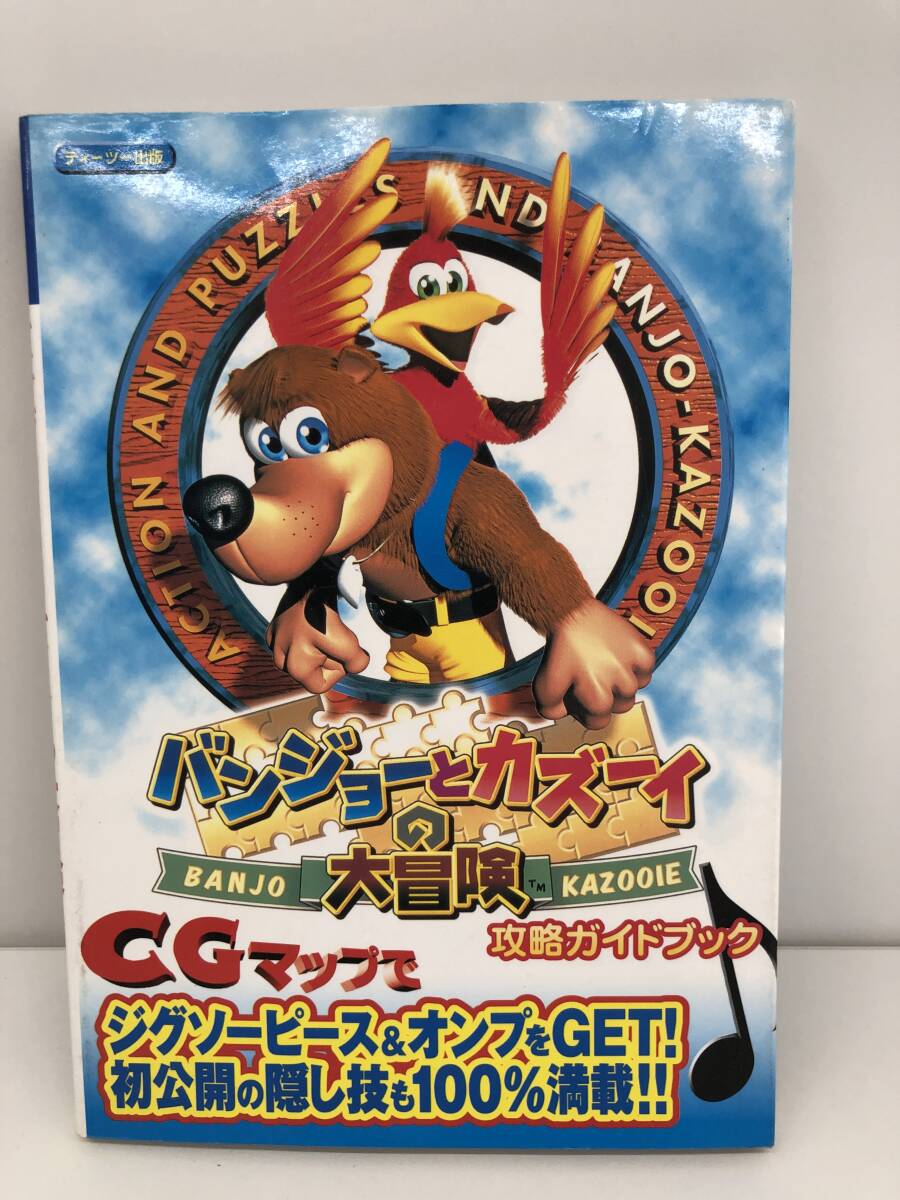 ティーツー出版
ACTION AND PUZZLES AND BANJO-KAZOOIE
バンジョーとカズーイ
の
大冒険 TM
BANJO
KAZOOIE
攻略ガイドブック
CGマップで
ジグソーピース&オンプをGET!
初公開の隠し技も100%満載!!